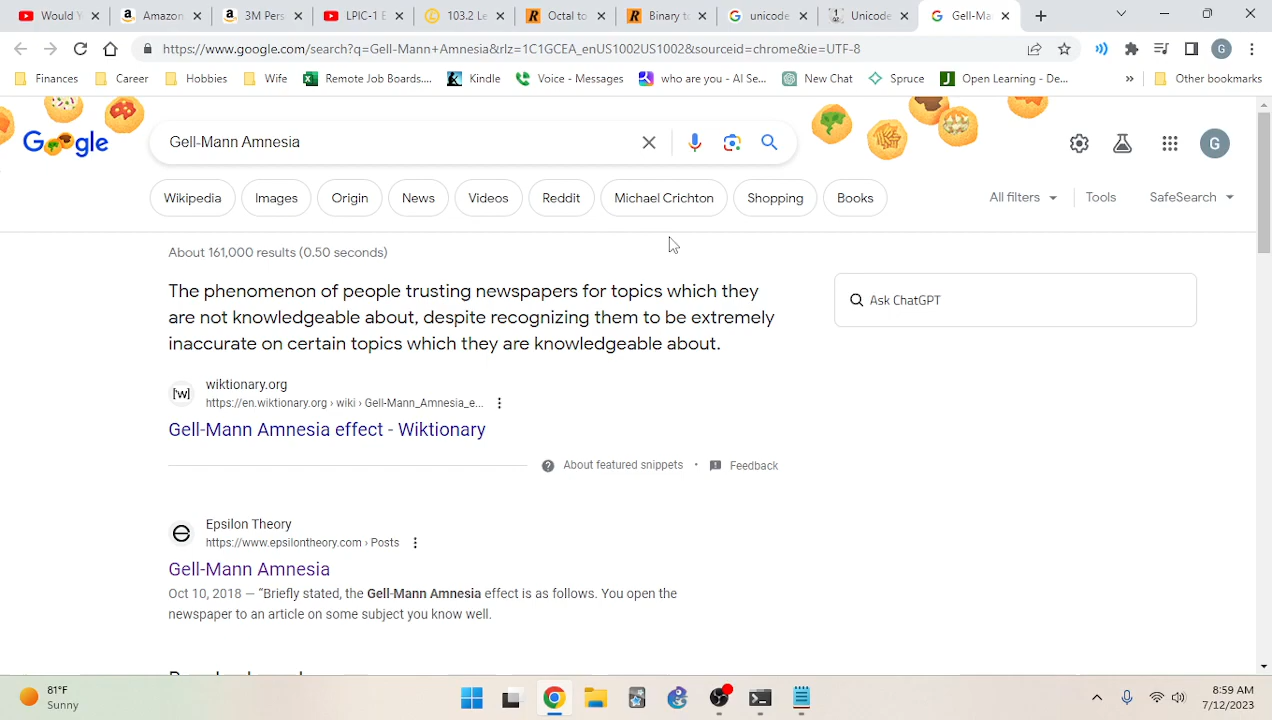 Would Y
Amazon
3M Pers
LPIC-1 E
103.2 Le
Octal to
Binary to
unicode
Unicode
Gell-Ma
https://www.google.com/search?q=Gell-Mann+Amnesia&rlz=1C1GCEA_enUS1002US1002&sourceid=chrome&ie=UTF-8
G
Finances
Career
Hobbies
Wife
Remote Job Boards....
Kindle
Voice - Messages
who are you - AI Se...
New Chat
Spruce
Open Learning - De...
»
Other bookmarks
Google
Gell-Mann Amnesia
G
Wikipedia
Images
Origin
News
Videos
Reddit
Michael Crichton
Shopping
Books
All filters
Tools
SafeSearch
About 161,000 results (0.50 seconds)
The phenomenon of people trusting newspapers for topics which they
are not knowledgeable about, despite recognizing them to be extremely
inaccurate on certain topics which they are knowledgeable about.
Ask ChatGPT
[w]
wiktionary.org
https://en.wiktionary.org › wiki › Gell-Mann_Amnesia_e...
Gell-Mann Amnesia effect - Wiktionary
About featured snippets
•
Feedback
Epsilon Theory
https://www.epsilontheory.com › Posts
Gell-Mann Amnesia
Oct 10, 2018 — "Briefly stated, the Gell-Mann Amnesia effect is as follows. You open the
newspaper to an article on some subject you know well.
81°F
Sunny
8:59 AM
7/12/2023